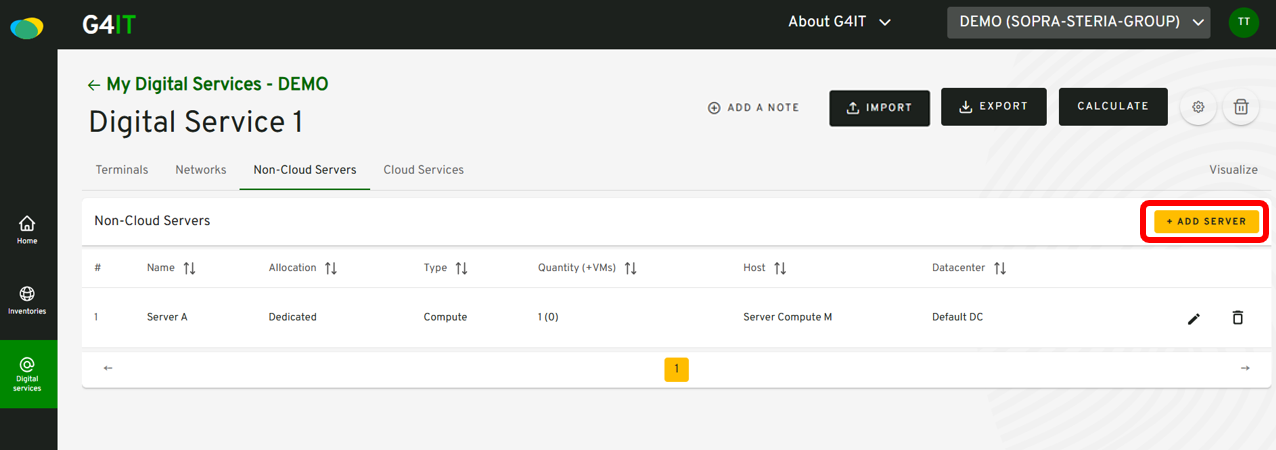 G4IT
About G4IT
DEMO (SOPRA-STERIA-GROUP)
TT
← My Digital Services - DEMO
Digital Service 1
ADD A NOTE
IMPORT
EXPORT
CALCULATE
Terminals
Networks
Non-Cloud Servers
Cloud Services
Visualize
Home
Inventories
Digital
services
Non-Cloud Servers
+ ADD SERVER
# Name Allocation Type Quantity (+VMs) Host Datacenter
1 Server A Dedicated Compute 1 (0) Server Compute M Default DC
← 1 →